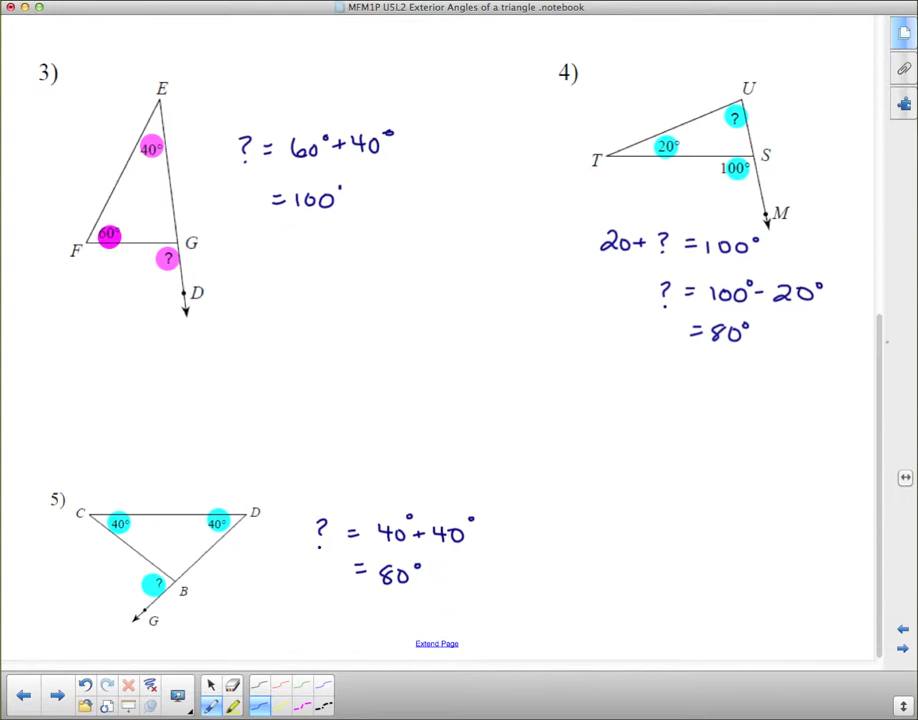 MFM1P U5L2 Exterior Angles of a triangle .notebook
3)
E
40°
60°
F
G
?
D
? = 60° + 40°
= 100°
4)
U
?
20°
T
S
100°
M
20 + ? = 100°
? = 100° - 20°
= 80°
5)
C
40°
40°
D
?
B
G
? = 40° + 40°
= 80°
Extend Page